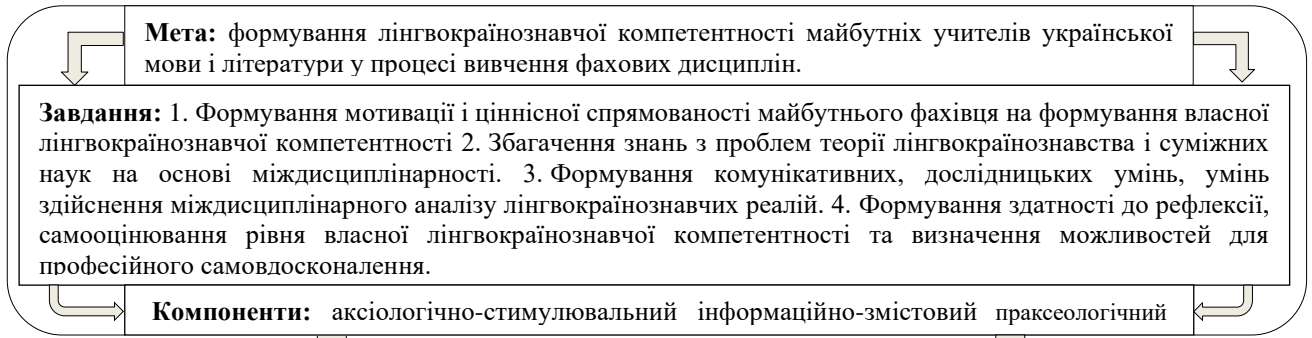 Мета: формування лінгвокраїнознавчої компетентності майбутніх учителів української
мови і літератури у процесі вивчення фахових дисциплін.
Завдання: 1. Формування мотивації і ціннісної спрямованості майбутнього фахівця на формування власної
лінгвокраїнознавчої компетентності 2. Збагачення знань з проблем теорії лінгвокраїнознавства і суміжних
наук на основі міждисциплінарності. 3. Формування комунікативних, дослідницьких умінь, умінь
здійснення міждисциплінарного аналізу лінгвокраїнознавчих реалій. 4. Формування здатності до рефлексії,
самооцінювання рівня власної лінгвокраїнознавчої компетентності та визначення можливостей для
професійного самовдосконалення.
Компоненти: аксіологічно-стимулювальний інформаційно-змістовий праксеологічний